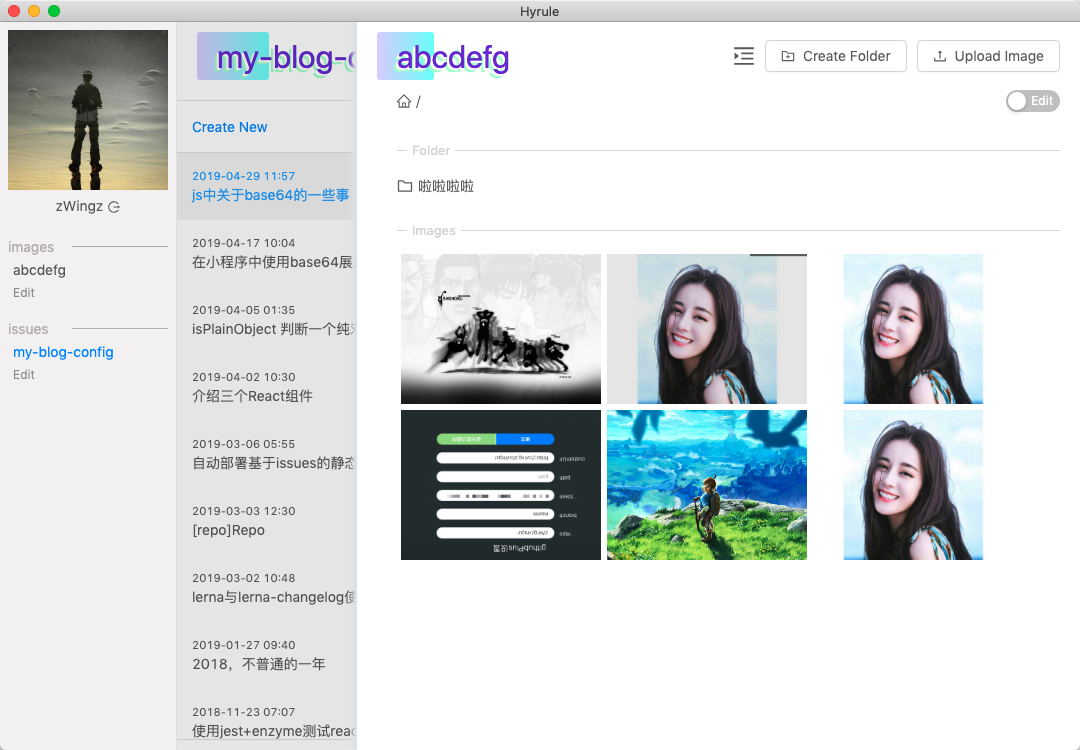 Hyrule
zWingz
images
abcdefg
Edit
issues
my-blog-config
Edit
my-blog-c
Create New
2019-04-29 11:57
js中关于base64的一些事
2019-04-17 10:04
在小程序中使用base64展
2019-04-05 01:35
isPlainObject 判断一个纯
2019-04-02 10:30
介绍三个React组件
2019-03-06 05:55
自动部署基于issues的静态
2019-03-03 12:30
[repo]Repo
2019-03-02 10:48
lerna与lerna-changelog使
2019-01-27 09:40
2018，不普通的一年
2018-11-23 07:07
使用jest+enzyme测试reac
abcdefg
Create Folder
Upload Image
/
Edit
Folder
啦啦啦啦
Images